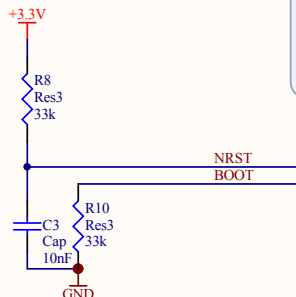 +3.3V
R8
Res3
33k
NRST
BOOT
C3
Cap
10nF
R10
Res3
33k
GND